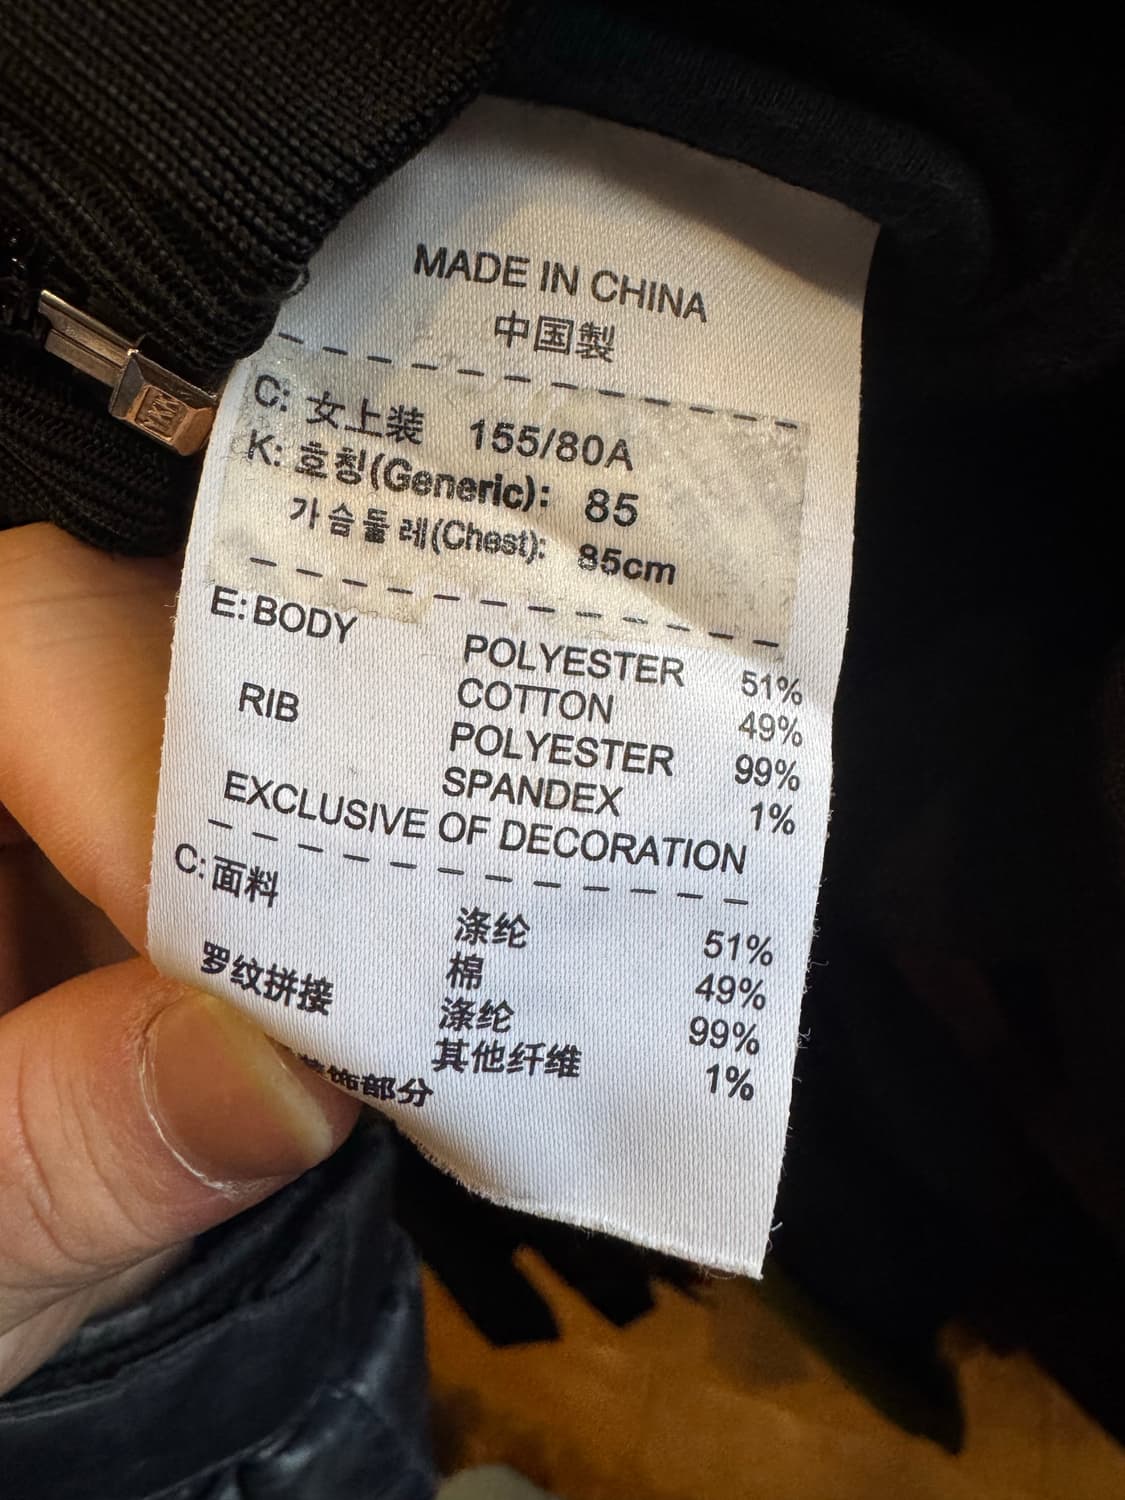 MADE IN CHINA
中国製
C: 女上装 155/80A
K: 호칭(Generic): 85
가슴둘레(Chest): 85cm
E: BODY POLYESTER 51%
COTTON 49%
RIB POLYESTER 99%
SPANDEX 1%
EXCLUSIVE OF DECORATION
C: 面料 涤纶 51%
棉 49%
罗纹拼接 涤纶 99%
其他纤维 1%
装饰部分
YKK